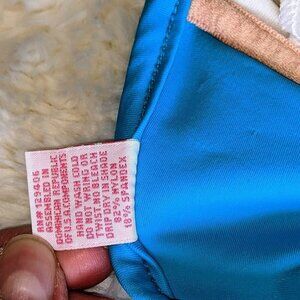 RN# 129406
ASSEMBLED IN
DOMINICAN REPUBLIC
OF U.S.A.COMPONENTS
HAND WASH COLD
DO NOT WRING OR
TWIST.NO BLEACH
DRIP DRY IN SHADE
82% NYLON
18% SPANDEX